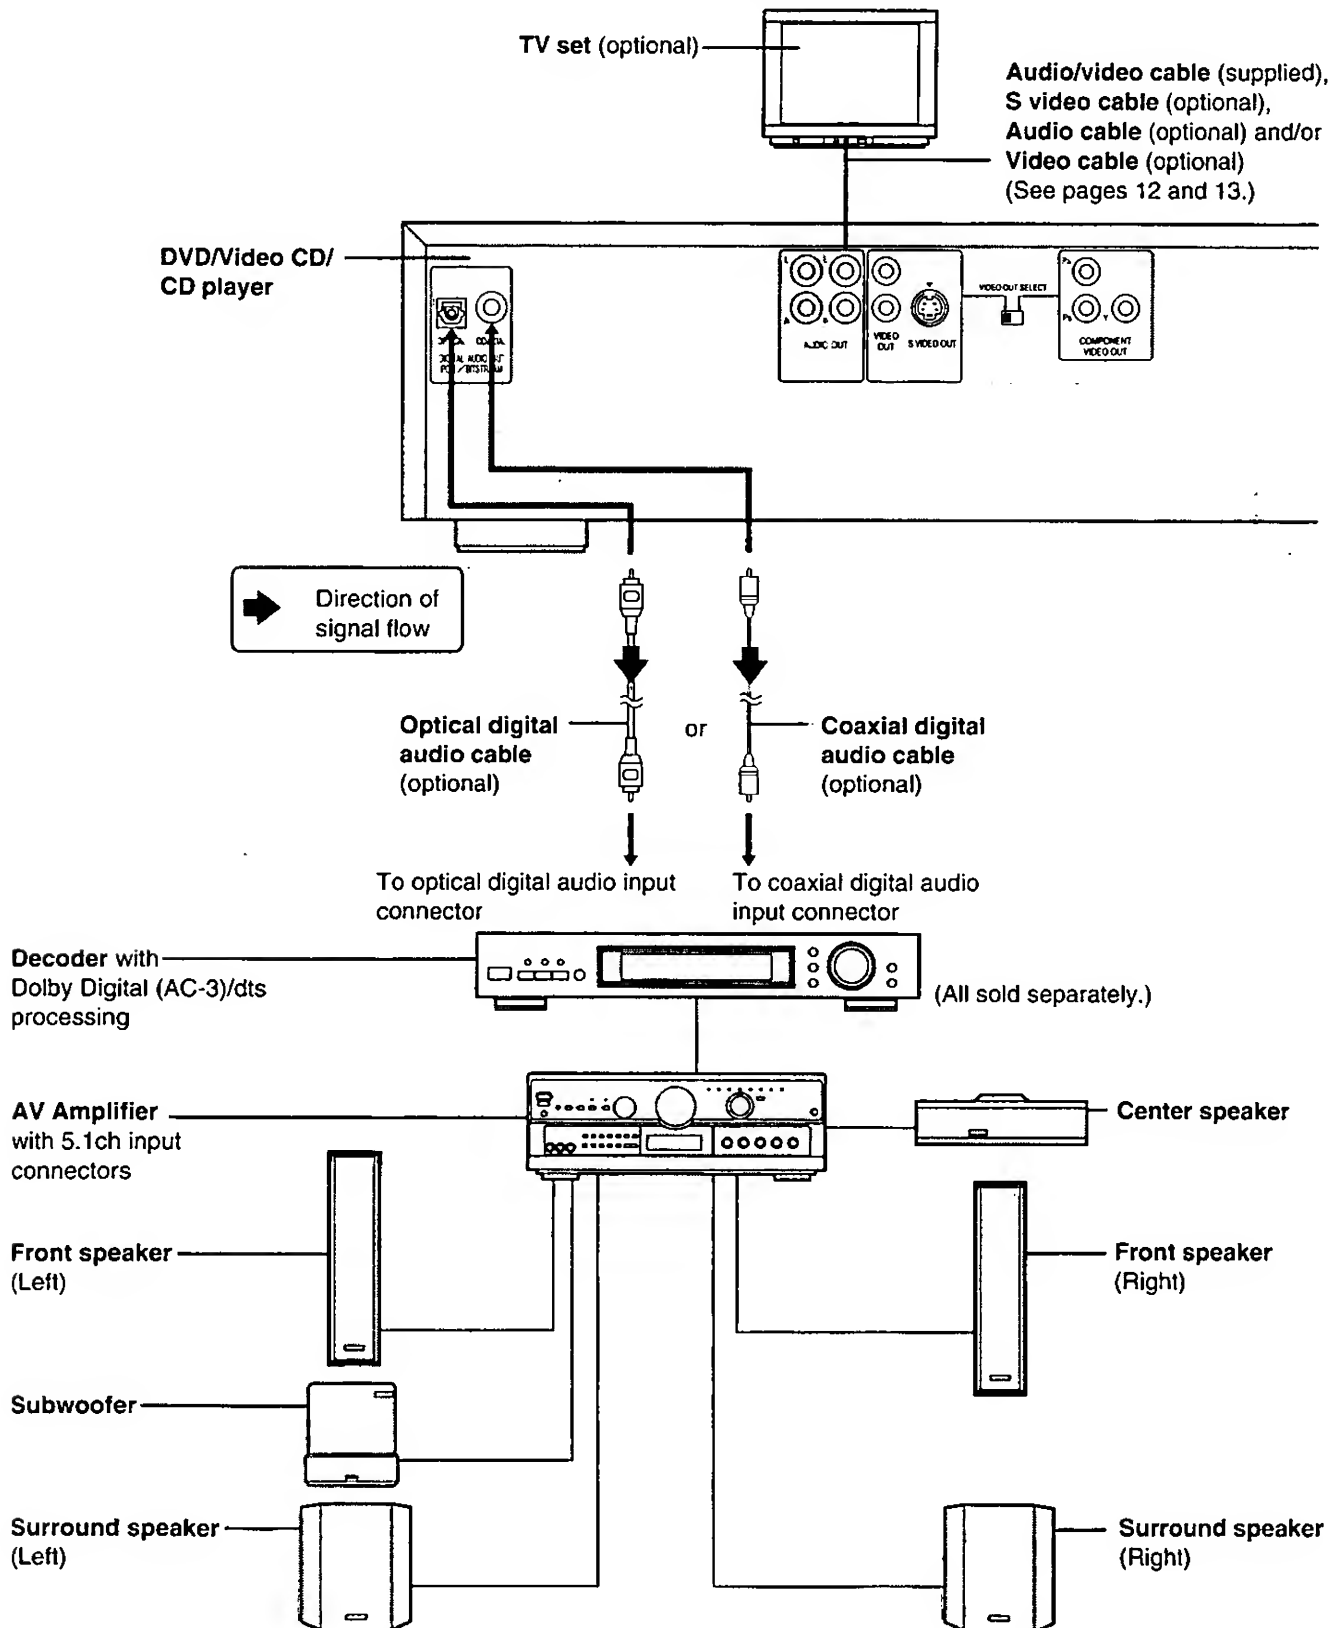 TV set (optional)
Audio/video cable (supplied),
S video cable (optional),
Audio cable (optional) and/or
Video cable (optional)
(See pages 12 and 13.)
DVD/Video CD/
CD player
COAXIAL
DIGITAL AUDIO OUT
/BITSTREAM
L
AUDIO OUT
VIDEO
OUT
S VIDEO OUT
VIDEO OUT SELECT
Y
COMPONENT
VIDEO OUT
Direction of
signal flow
Optical digital
audio cable
(optional)
or
Coaxial digital
audio cable
(optional)
To optical digital audio input
connector
To coaxial digital audio
input connector
Decoder with
Dolby Digital (AC-3)/dts
processing
(All sold separately.)
AV Amplifier
with 5.1ch input
connectors
Center speaker
Front speaker
(Left)
Front speaker
(Right)
Subwoofer
Surround speaker
(Left)
Surround speaker
(Right)